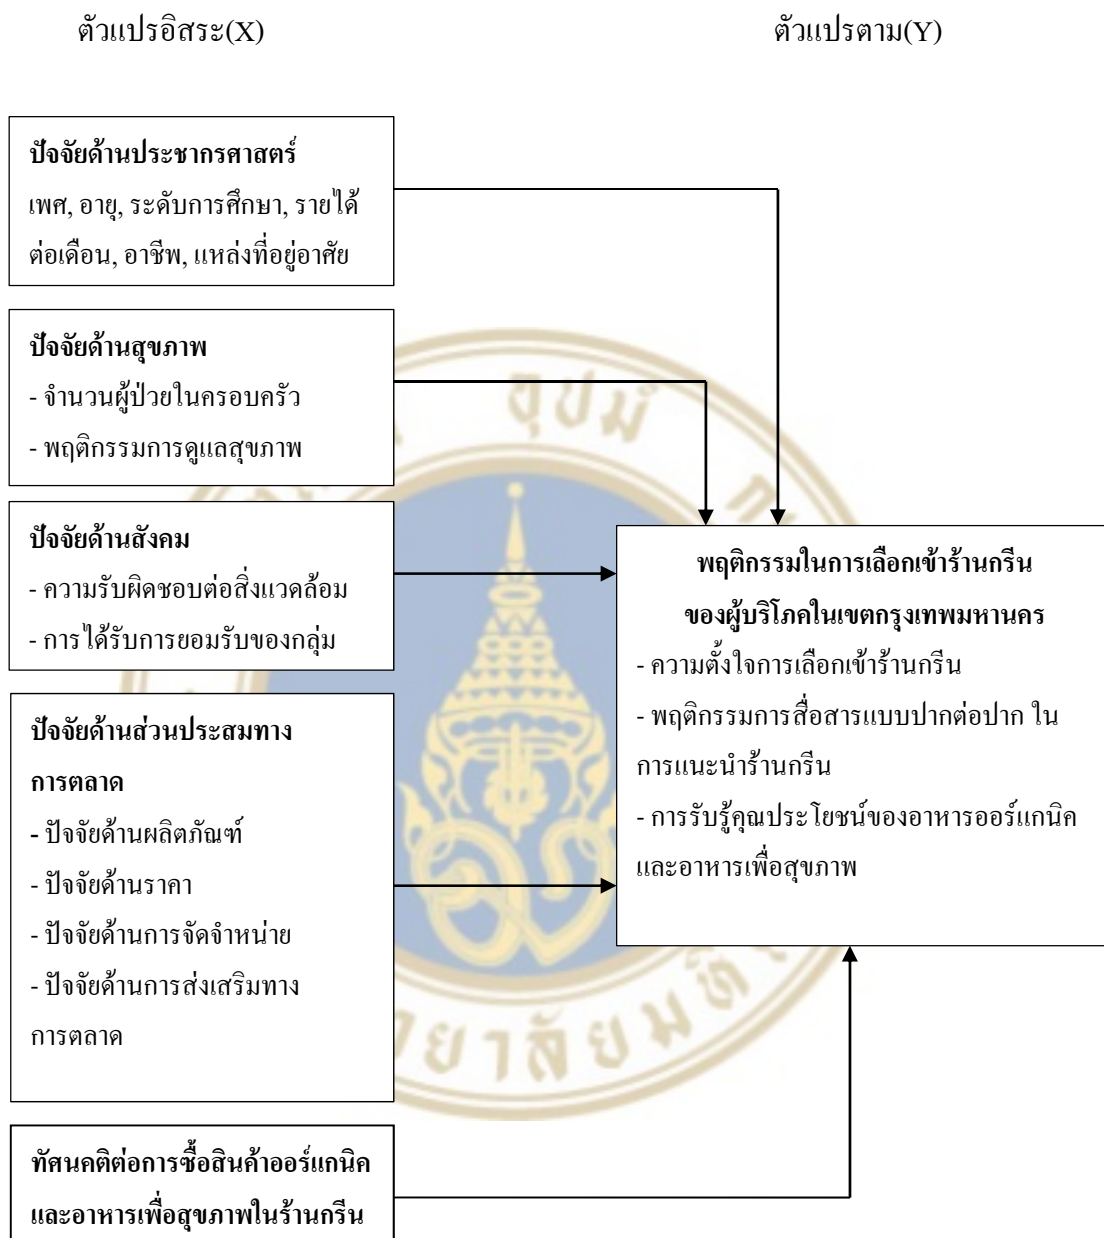 ตัวแปรอิสระ(X)
ตัวแปรตาม(Y)
ปัจจัยด้านประชากรศาสตร์
เพศ, อายุ, ระดับการศึกษา, รายได้
ต่อเดือน, อาชีพ, แหล่งที่อยู่อาศัย
ปัจจัยด้านสุขภาพ
- จำนวนผู้ป่วยในครอบครัว
- พฤติกรรมการดูแลสุขภาพ
ปัจจัยด้านสังคม
- ความรับผิดชอบต่อสิ่งแวดล้อม
- การได้รับการยอมรับของกลุ่ม
ปัจจัยด้านส่วนประสมทาง
การตลาด
- ปัจจัยด้านผลิตภัณฑ์
- ปัจจัยด้านราคา
- ปัจจัยด้านการจัดจำหน่าย
- ปัจจัยด้านการส่งเสริมทาง
การตลาด
ทัศนคติต่อการซื้อสินค้าออร์แกนิค
และอาหารเพื่อสุขภาพในร้านกรีน
พฤติกรรมในการเลือกเข้าร้านกรีน
ของผู้บริโภคในเขตกรุงเทพมหานคร
- ความตั้งใจการเลือกเข้าร้านกรีน
- พฤติกรรมการสื่อสารแบบปากต่อปาก ใน
การแนะนำร้านกรีน
- การรับรู้คุณประโยชน์ของอาหารออร์แกนิค
และอาหารเพื่อสุขภาพ